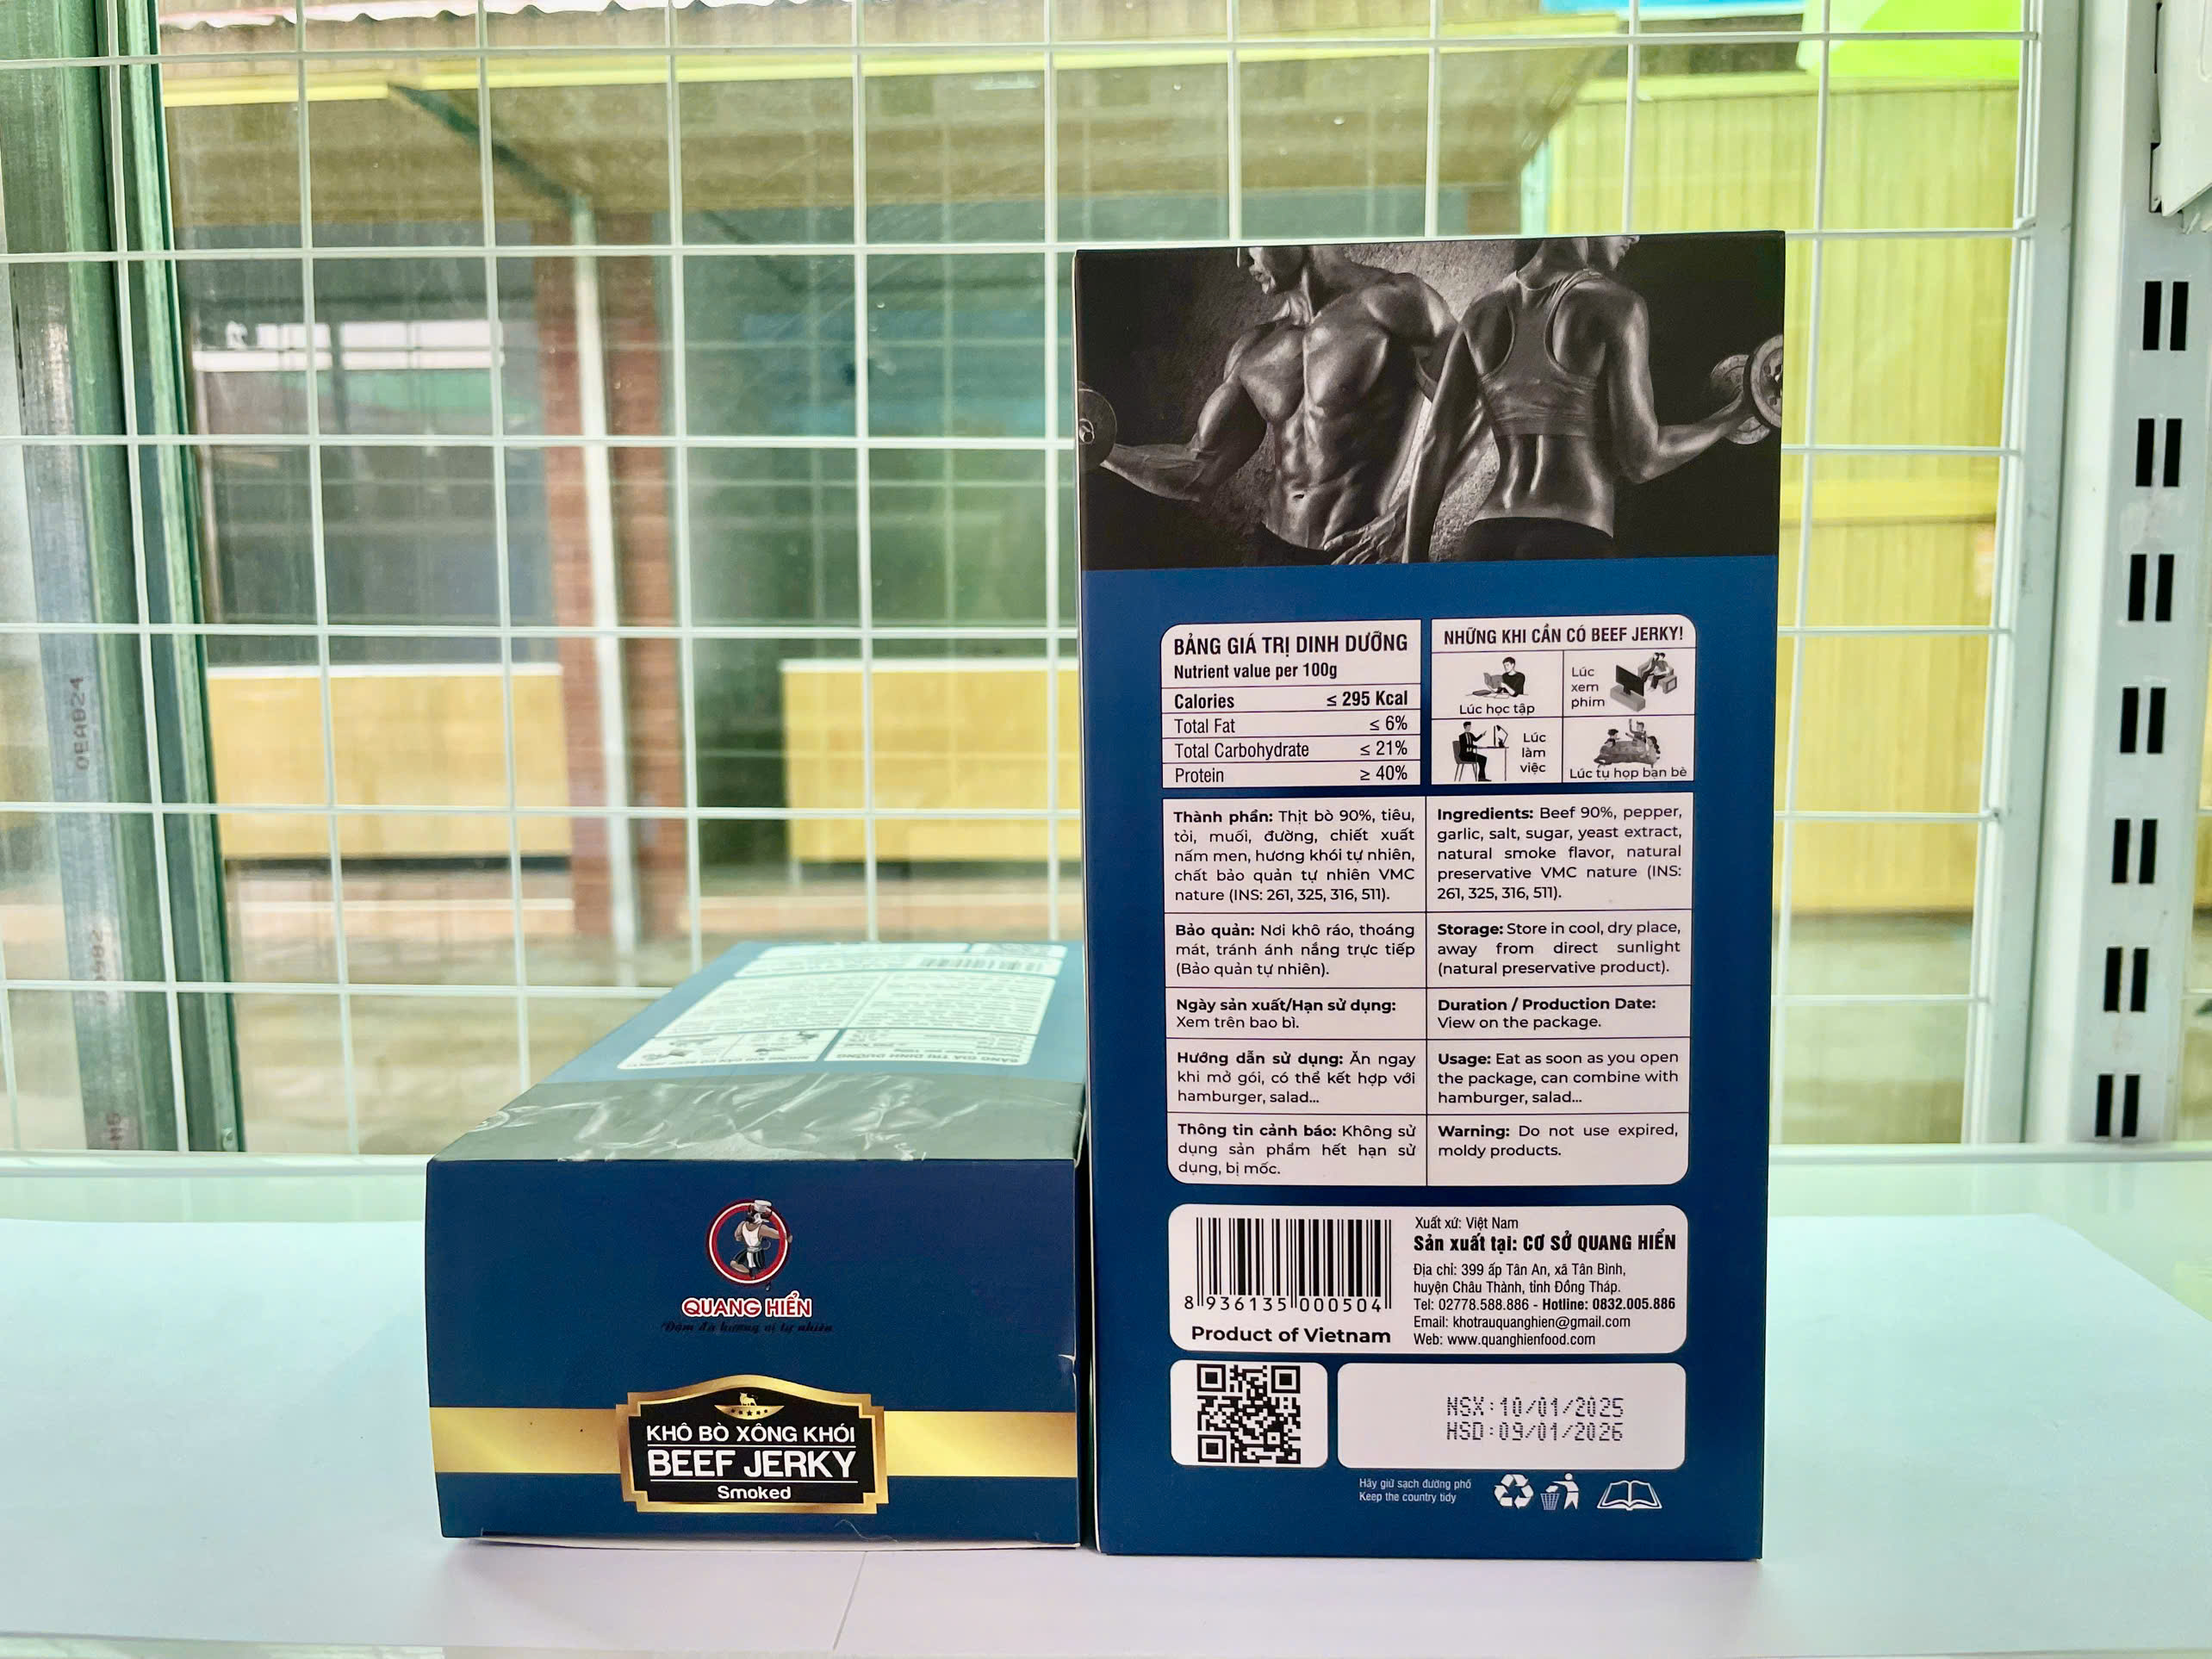 BẢNG GIÁ TRỊ DINH DƯỠNG
Nutrient value per 100g
Calories ≤ 295 Kcal
Total Fat ≤ 6%
Total Carbohydrate ≤ 21%
Protein ≥ 40%
NHỮNG KHI CẦN CÓ BEEF JERKY!
Lúc học tập
Lúc
xem
phim
Lúc
làm
việc
Lúc tụ họp bạn bè
Thành phần: Thịt bò 90%, tiêu,
tỏi, muối, đường, chiết xuất
nấm men, hương khói tự nhiên,
chất bảo quản tự nhiên VMC
nature (INS: 261, 325, 316, 511).
Ingredients: Beef 90%, pepper,
garlic, salt, sugar, yeast extract,
natural smoke flavor, natural
preservative VMC nature (INS:
261, 325, 316, 511).
Bảo quản: Nơi khô ráo, thoáng
mát, tránh ánh nắng trực tiếp
(Bảo quản tự nhiên).
Storage: Store in cool, dry place,
away from direct sunlight
(natural preservative product).
Ngày sản xuất/Hạn sử dụng:
Xem trên bao bì.
Duration / Production Date:
View on the package.
Hướng dẫn sử dụng: Ăn ngay
khi mở gói, có thể kết hợp với
hamburger, salad...
Usage: Eat as soon as you open
the package, can combine with
hamburger, salad...
Thông tin cảnh báo: Không sử
dụng sản phẩm hết hạn sử
dụng, bị mốc.
Warning: Do not use expired,
moldy products.
8 936135 000504
Product of Vietnam
Xuất xứ: Việt Nam
Sản xuất tại: CƠ SỞ QUANG HIỂN
Địa chỉ: 399 ấp Tân An, xã Tân Bình,
huyện Châu Thành, tỉnh Đồng Tháp.
Tel: 02778.588.886 - Hotline: 0832.005.886
Email: khotrauquanghien@gmail.com
Web: www.quanghienfood.com
NSX:10/01/2025
HSD:09/01/2026
Hãy giữ sạch đường phố
Keep the country tidy
QUANG HIỂN
Đậm đà hương vị tự nhiên
KHÔ BÒ XÔNG KHÓI
BEEF JERKY
Smoked